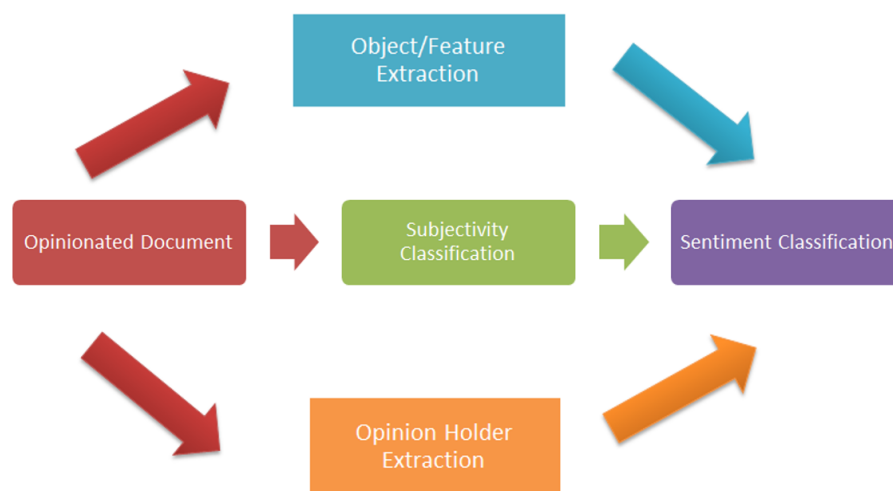 Object/Feature
Extraction
Opinionated Document
Subjectivity
Classification
Sentiment Classification
Opinion Holder
Extraction